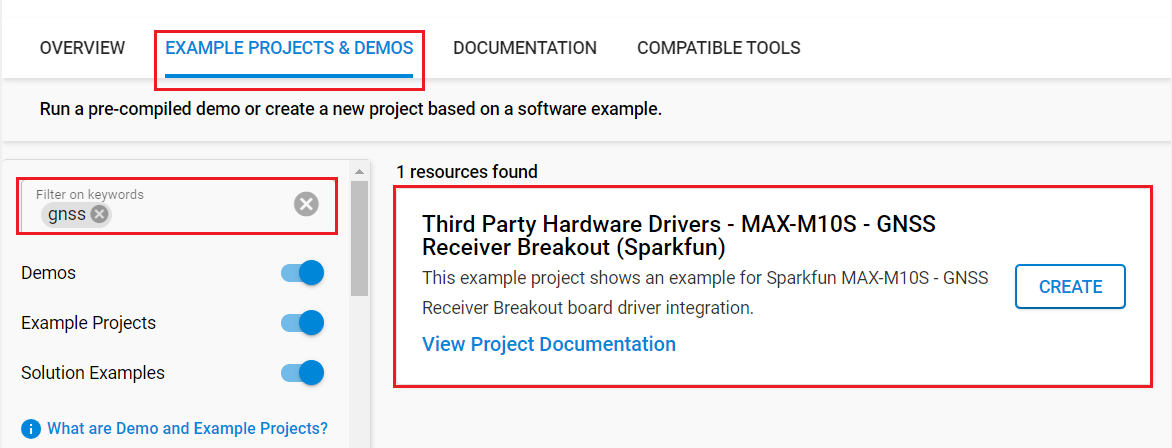 OVERVIEW
EXAMPLE PROJECTS & DEMOS
DOCUMENTATION
COMPATIBLE TOOLS
Run a pre-compiled demo or create a new project based on a software example.
Filter on keywords
gnss
Demos
Example Projects
Solution Examples
What are Demo and Example Projects?
1 resources found
Third Party Hardware Drivers - MAX-M10S - GNSS
Receiver Breakout (Sparkfun)
This example project shows an example for Sparkfun MAX-M10S - GNSS
Receiver Breakout board driver integration.
View Project Documentation
CREATE